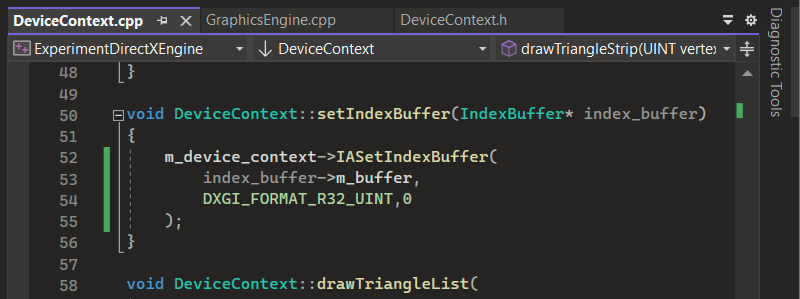 DeviceContext.cpp GraphicsEngine.cpp DeviceContext.h
ExperimentDirectXEngine DeviceContext drawTriangleStrip(UINT vertex
48 }
49
50 void DeviceContext::setIndexBuffer(IndexBuffer* index_buffer)
51 {
52 m_device_context->IASetIndexBuffer(
53 index_buffer->m_buffer,
54 DXGI_FORMAT_R32_UINT,0
55 );
56 }
57
58 void DeviceContext::drawTriangleList(
Diagnostic Tools